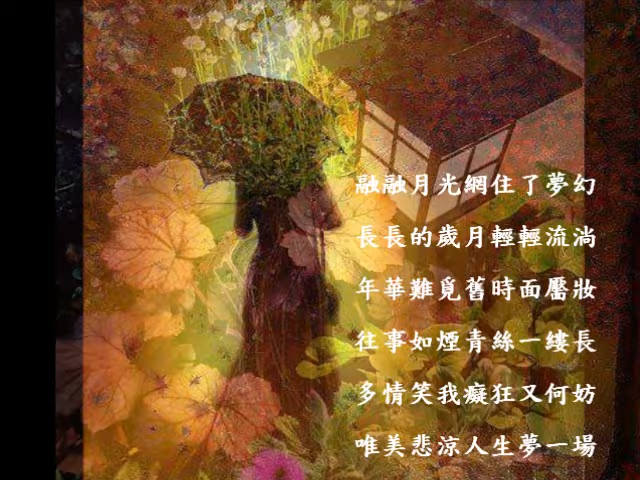 融融月光網住了夢幻
長長的歲月輕輕流淌
年華難覓舊時面靨妝
往事如煙青絲一縷長
多情笑我癡狂又何妨
唯美悲涼人生夢一場